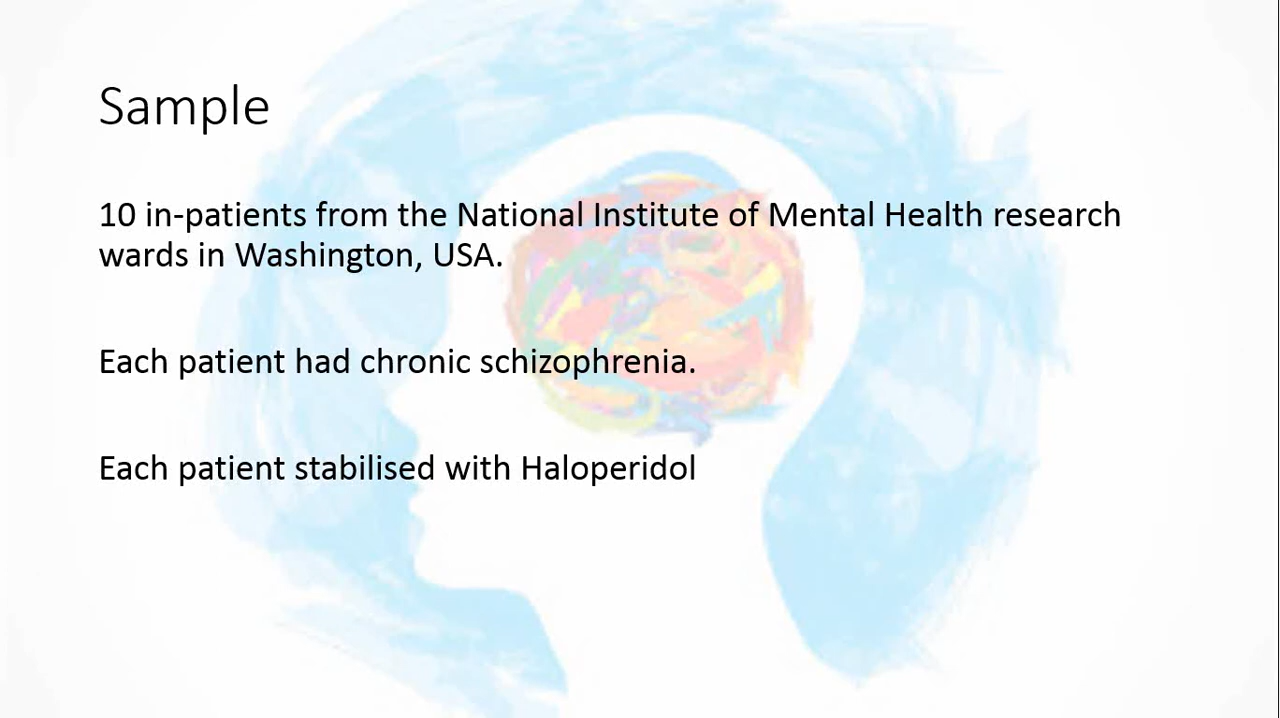 Sample
10 in-patients from the National Institute of Mental Health research
wards in Washington, USA.
Each patient had chronic schizophrenia.
Each patient stabilised with Haloperidol